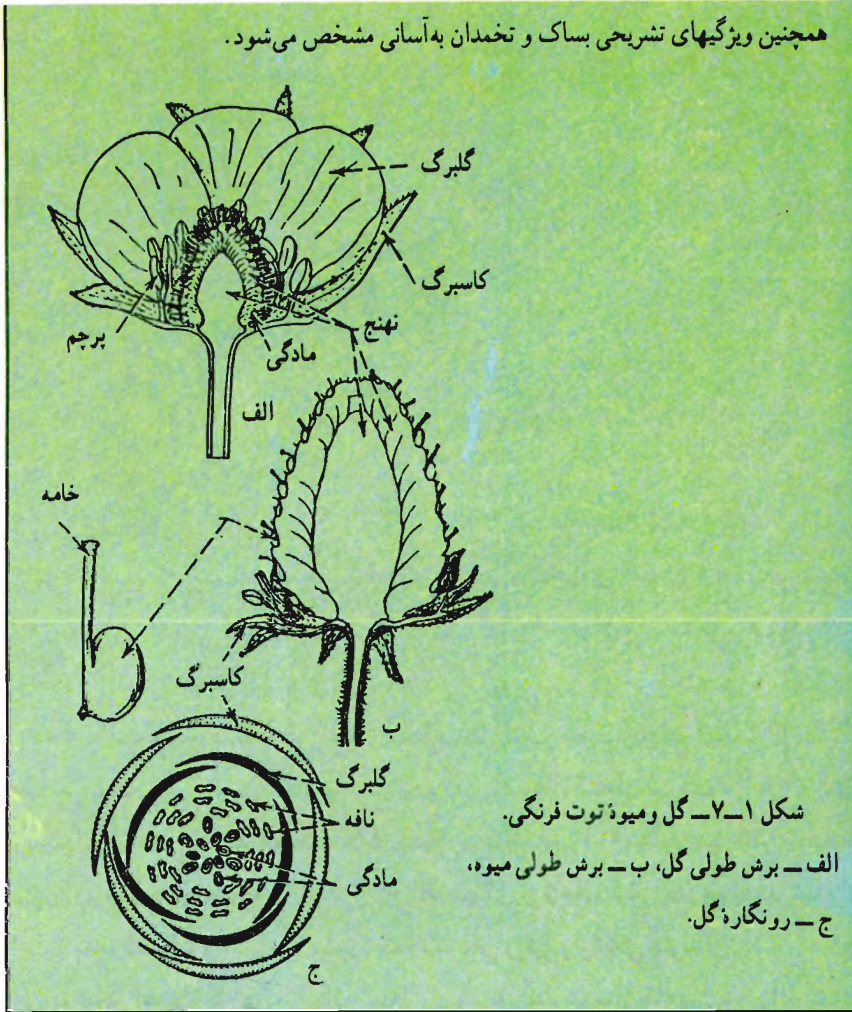 همچنین ویژگیهای تشریحی بساک و تخمدان به‌آسانی مشخص می‌شود.
گلبرگ
کاسبرگ
نهنج
پرچم
مادگی
الف
خامه
کاسبرگ
ب
گلبرگ
نافه
مادگی
ج
شکل ۱ــ۷ــ گل ومیوهٔ توت فرنگی.
الف ــ برش طولی گل، ب ــ برش طولی میوه،
ج ــ رونگارهٔ گل.